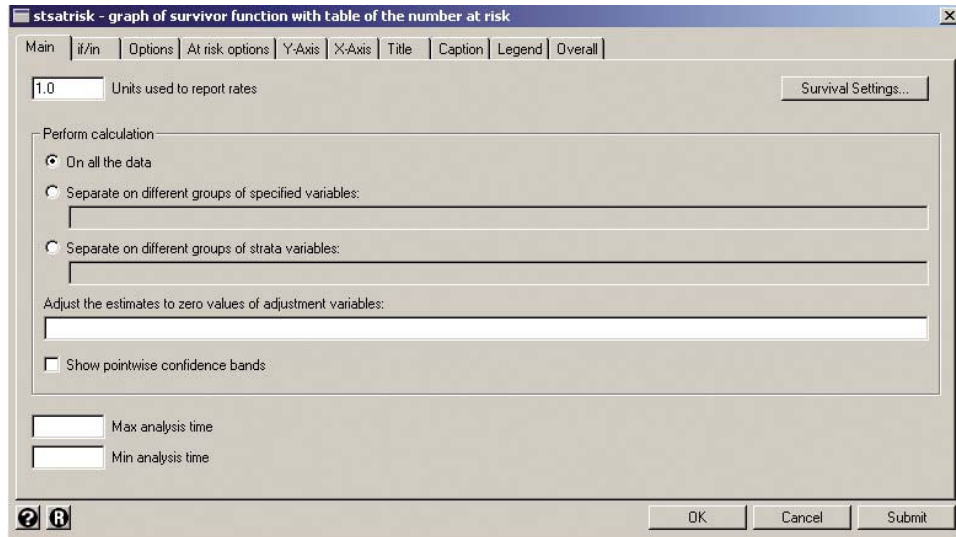 stsatrisk - graph of survivor function with table of the number at risk
Main if/in Options At risk options Y-Axis X-Axis Title Caption Legend Overall
1.0 Units used to report rates Survival Settings...
Perform calculation
On all the data
Separate on different groups of specified variables:
Separate on different groups of strata variables:
Adjust the estimates to zero values of adjustment variables:
Show pointwise confidence bands
Max analysis time
Min analysis time
? R OK Cancel Submit